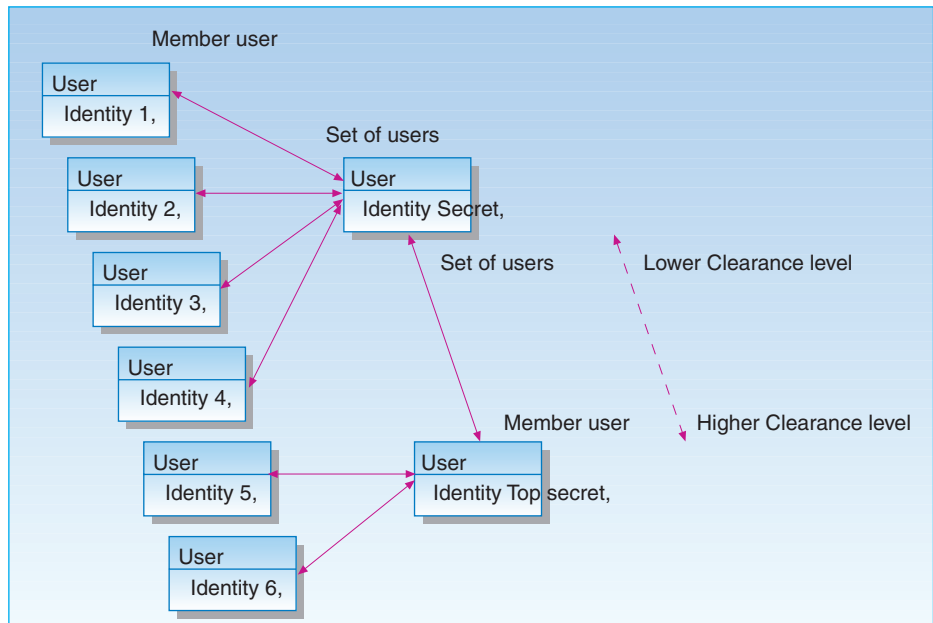 Member user
User
Identity 1,
Set of users
User
Identity 2,
User
Identity Secret,
Set of users
Lower Clearance level
User
Identity 3,
User
Identity 4,
Member user
Higher Clearance level
User
Identity 5,
User
Identity Top secret,
User
Identity 6,